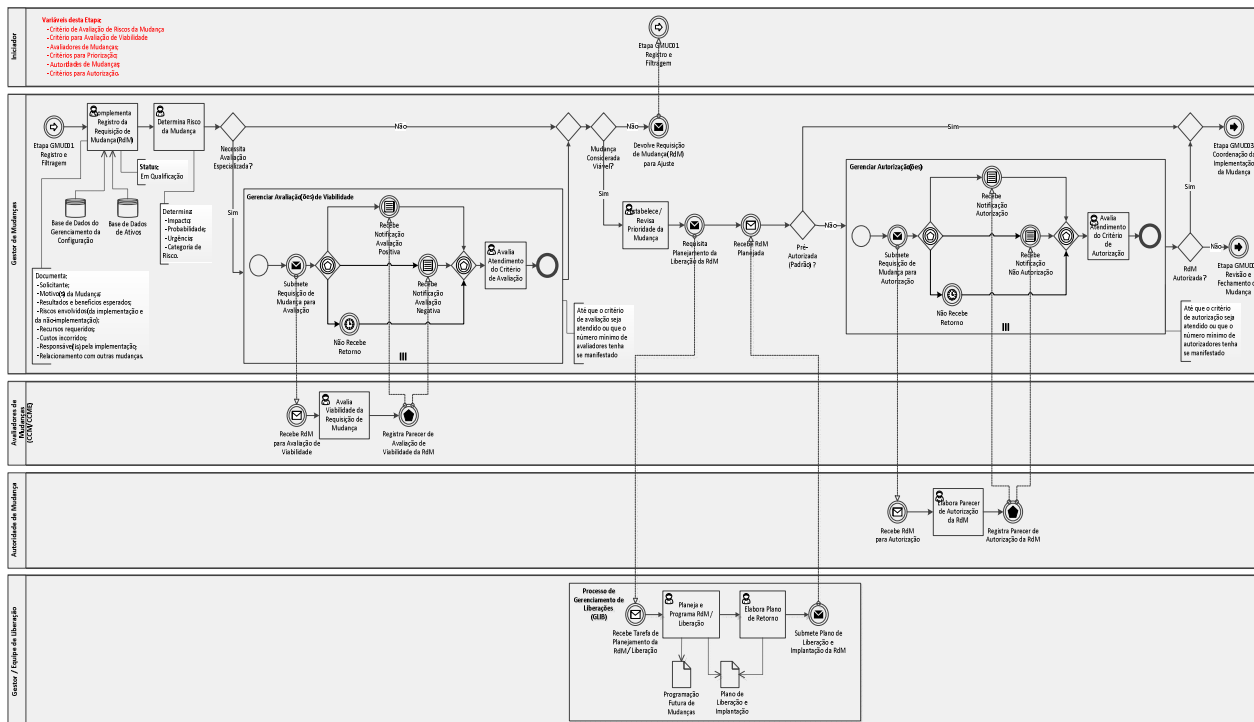 Iniciador
Variáveis desta Etapa:
- Critério de Avaliação de Riscos da Mudança
- Critério para Avaliação de Viabilidade
- Avaliadores de Mudanças;
- Critérios para Priorização;
- Autoridades de Mudanças;
- Critérios para Autorização.
Etapa GMUD01
Registro e
Filtragem
Gestor de Mudanças
Etapa GMUD01
Registro e
Filtragem
Complementa
Registro da
Requisição de
Mudança(RdM)
Determina Risco
da Mudança
Status:
Em Qualificação
Base de Dados do
Gerenciamento da
Configuração
Base de Dados
de Ativos
Determina:
- Impacto;
- Probabilidade;
- Urgência;
- Categoria de
Risco.
Documenta:
- Solicitante;
- Motivo(s) da Mudança;
- Resultados e benefícios esperados;
- Riscos envolvidos(da implementação e
da não-implementação);
- Recursos requeridos;
- Custos incorridos;
- Responsável(is) pela implementação;
- Relacionamento com outras mudanças.
Necessita
Avaliação
Especializada?
Não
Sim
Gerenciar Avaliação(ões) de Viabilidade
Submete
Requisição de
Mudança para
Avaliação
Recebe
Notificação
Avaliação
Positiva
Recebe
Notificação
Avaliação
Negativa
Não Recebe
Retorno
Avalia
Atendimento
do Critério
de Avaliação
Até que o critério
de avaliação seja
atendido ou que o
número mínimo de
avaliadores tenha
se manifestado
Mudança
Considerada
Viável?
Não
Sim
Devolve Requisição
de Mudança(RdM)
para Ajuste
Estabelece/
Revisa
Prioridade da
Mudança
Requisita
Planejamento da
Liberação da RdM
Recebe RdM
Planejada
Pré-
Autorizada
(Padrão) ?
Sim
Não
Gerenciar Autorização(ões)
Submete
Requisição de
Mudança para
Autorização
Recebe
Notificação
Autorização
Recebe
Notificação
Não Autorização
Não Recebe
Retorno
Avalia
Atendimento
do Critério
de
Autorização
Até que o critério
de autorização seja
atendido ou que o
número mínimo de
autorizadores tenha
se manifestado
RdM
Autorizada?
Sim
Não
Etapa GMUD03
Coordenação da
Implementação
da Mudança
Revisão e
Fechamento da
Mudança
Avaliadores de
Mudanças
(CCM/CCME)
Recebe RdM
para Avaliação de
Viabilidade
Avalia
Viabilidade da
Requisição de
Mudança
Registra Parecer de
Avaliação de
Viabilidade da RdM
Autoridade de Mudança
Recebe RdM
para Autorização
Elabora Parecer
de Autorização
da RdM
Registra Parecer de
Autorização da RdM
Gestor / Equipe de Liberação
Processo de
Gerenciamento de
Liberações
(GLIB)
Recebe Tarefa de
Planejamento da
RdM/Liberação
Planeja e
Programa RdM/
Liberação
Elabora Plano
de Retorno
Submete Plano de
Liberação e
Implantação da RdM
Programação
Futura de
Mudanças
Plano de
Liberação e
Implantação